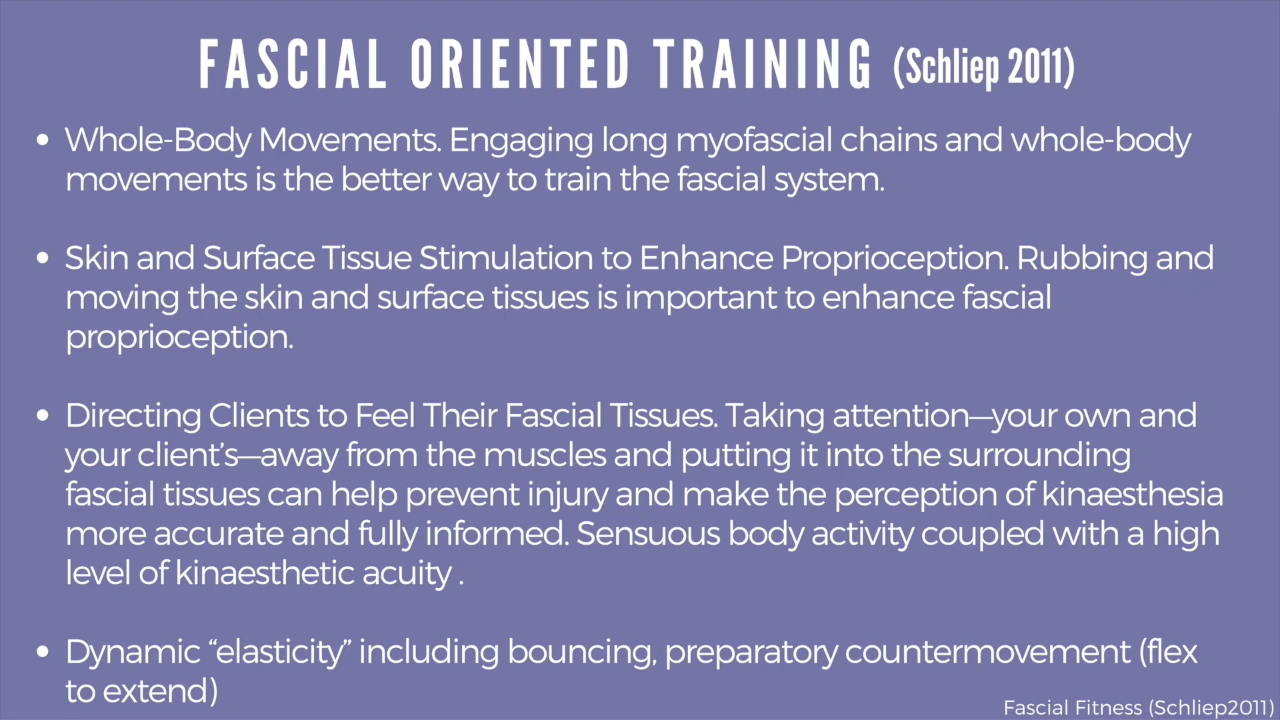 FASCIAL ORIENTED TRAINING (Schliep 2011)
• Whole-Body Movements. Engaging long myofascial chains and whole-body
movements is the better way to train the fascial system.
• Skin and Surface Tissue Stimulation to Enhance Proprioception. Rubbing and
moving the skin and surface tissues is important to enhance fascial
proprioception.
• Directing Clients to Feel Their Fascial Tissues. Taking attention—your own and
your client’s—away from the muscles and putting it into the surrounding
fascial tissues can help prevent injury and make the perception of kinaesthesia
more accurate and fully informed. Sensuous body activity coupled with a high
level of kinaesthetic acuity .
• Dynamic “elasticity” including bouncing, preparatory countermovement (flex
to extend)
Fascial Fitness (Schliep2011)